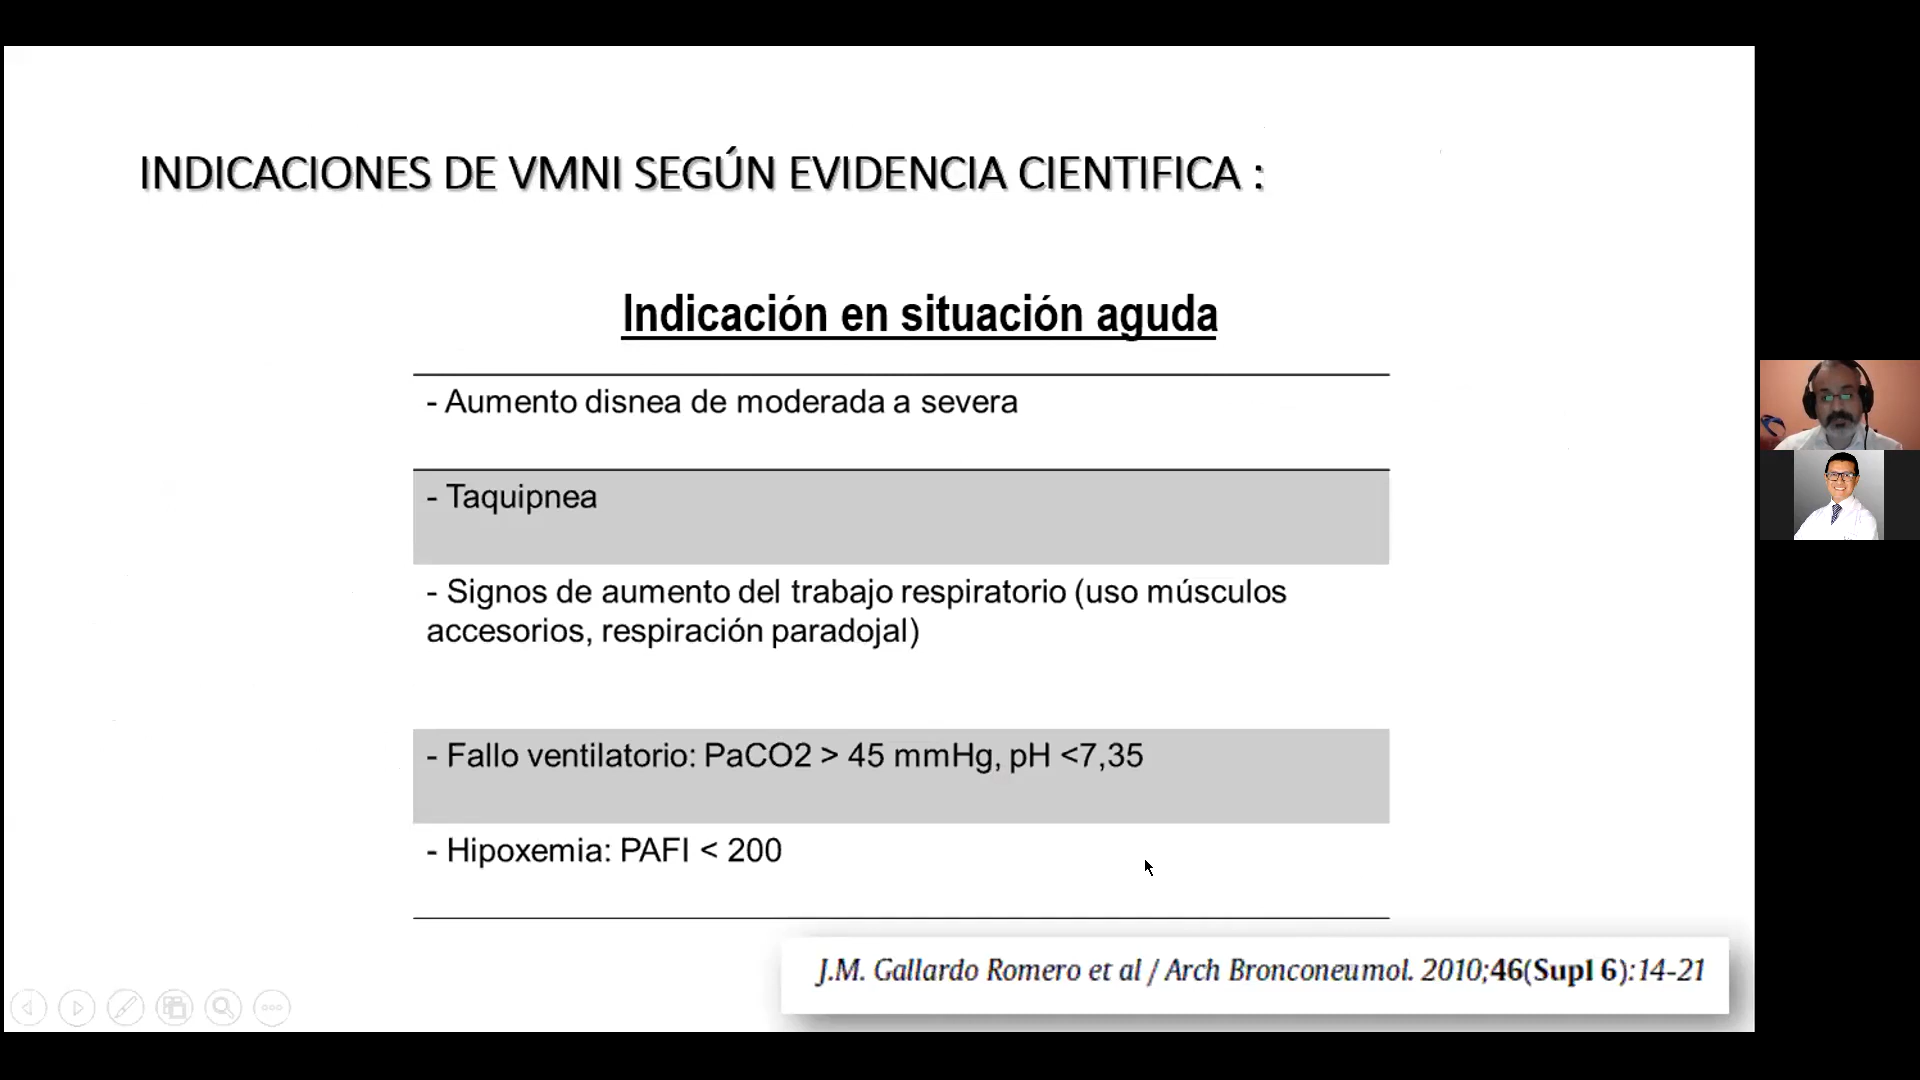 INDICACIONES DE VMNI SEGÚN EVIDENCIA CIENTIFICA :
Indicación en situación aguda
- Aumento disnea de moderada a severa
- Taquipnea
- Signos de aumento del trabajo respiratorio (uso músculos
accesorios, respiración paradojal)
- Fallo ventilatorio: PaCO2 > 45 mmHg, pH <7,35
- Hipoxemia: PAFI < 200
J.M. Gallardo Romero et al / Arch Bronconeumol. 2010;46(Supl 6):14-21